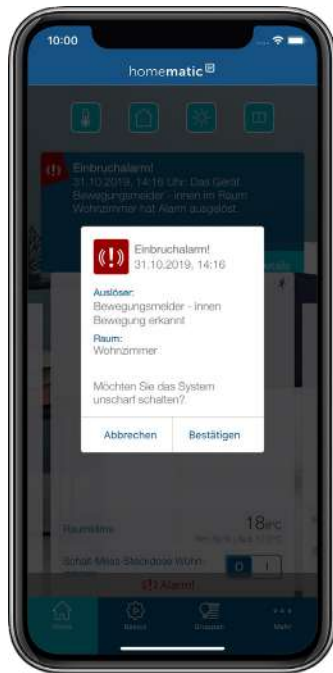 10:00
homematic IP
Einbruchalarm!
31.10.2019, 14:16 Uhr: Das Gerät
Bewegungsmelder - innen im Raum
Wohnzimmer hat Alarm ausgelöst.
Einbruchalarm!
31.10.2019, 14:16
Auslöser:
Bewegungsmelder - innen
Bewegung erkannt
Raum:
Wohnzimmer
Möchten Sie das System
unscharf schalten?
Abbrechen
Bestätigen
Raumklima
18
Schalt-Mess-Steckdose Wohn-
Alarm!
Home
Gruppen
Mehr